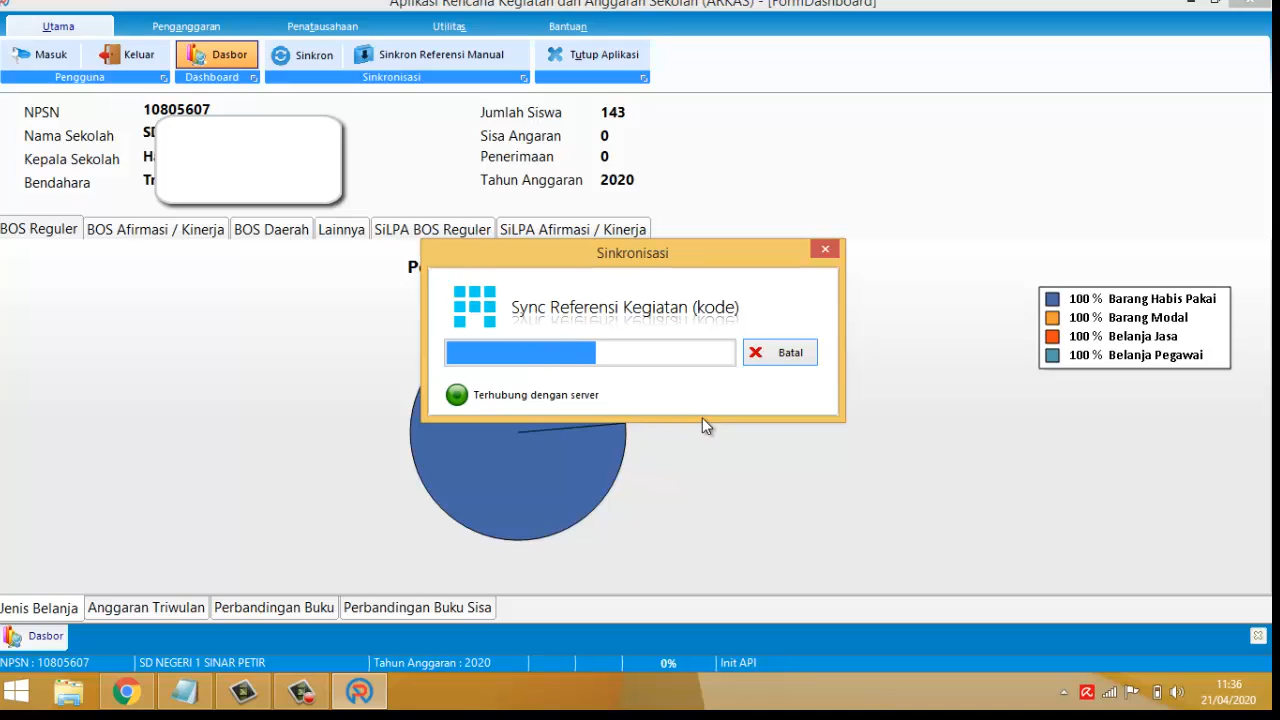 Aplikasi Rencana Kegiatan dan Anggaran Sekolah (ARKAS) - [FormDashboard]
Utama Penganggaran Penatausahaan Utilitas Bantuan
Masuk Keluar Dasbor Sinkron Sinkron Referensi Manual Tutup Aplikasi
Pengguna Dashboard Sinkronisasi
NPSN 10805607 Jumlah Siswa 143
Nama Sekolah SD Sisa Angaran 0
Kepala Sekolah Ha Penerimaan 0
Bendahara Tr Tahun Anggaran 2020
BOS Reguler BOS Afirmasi / Kinerja BOS Daerah Lainnya SiLPA BOS Reguler SiLPA Afirmasi / Kinerja
Sinkronisasi
Sync Referensi Kegiatan (kode)
Batal
Terhubung dengan server
100 % Barang Habis Pakai
100 % Barang Modal
100 % Belanja Jasa
100 % Belanja Pegawai
Jenis Belanja Anggaran Triwulan Perbandingan Buku Perbandingan Buku Sisa
Dasbor
NPSN : 10805607 SD NEGERI 1 SINAR PETIR Tahun Anggaran : 2020 0% Init API
11:36
21/04/2020